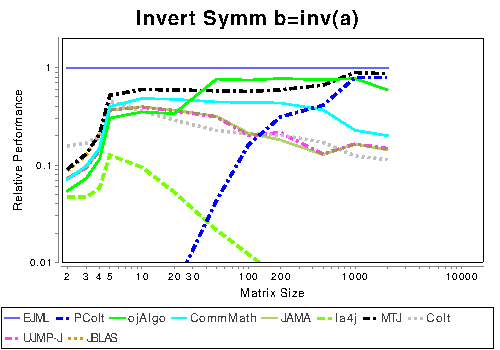 Invert Symm b=inv(a)
Relative Performance
1
0.1
0.01
2 3 4 5 10 20 30 100 200 1000 10000
Matrix Size
EJML PColt ojAlgo CommMath JAMA la4j MTJ Colt
UJMP-J JBLAS